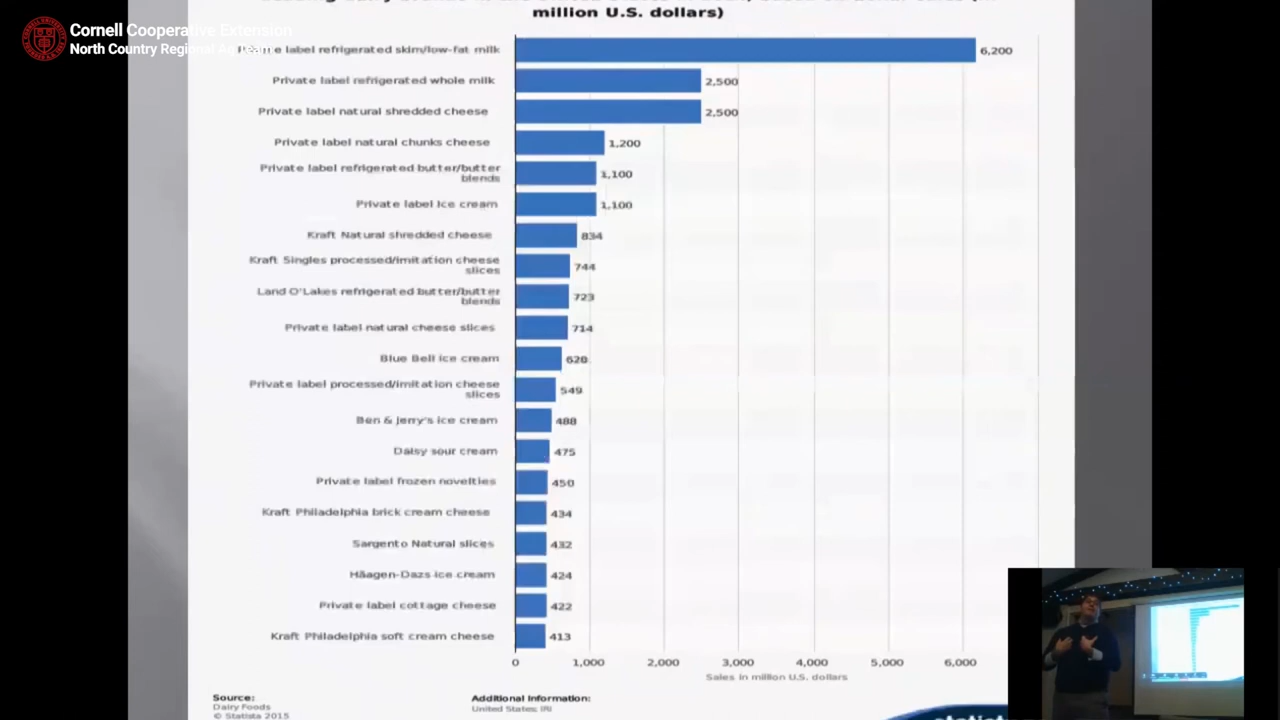 million U.S. dollars)
Cornell Cooperative Extension
North Country Regional Ag Team
label refrigerated skim/low-fat milk
6,200
Private label refrigerated whole milk
2,500
Private label natural shredded cheese
2,500
Private label natural chunks cheese
1,200
Private label refrigerated butter/butter
blends
1,100
Private label Ice cream
1,100
Kraft Natural shredded cheese
834
Kraft Singles processed/imitation cheese
slices
744
Land O'Lakes refrigerated butter/butter
blends
723
Private label natural cheese slices
714
Blue Bell ice cream
620
Private label processed/imitation cheese
slices
549
Ben & Jerry's ice cream
488
Daisy sour cream
475
Private label frozen novelties
450
Kraft Philadelphia brick cream cheese
434
Sargento Natural slices
432
Häagen-Dazs ice cream
424
Private label cottage cheese
422
Kraft Philadelphia soft cream cheese
413
0 1,000 2,000 3,000 4,000 5,000 6,000
Sales in million U.S. dollars
Source:
Dairy Foods
© Statista 2015
Additional Information:
United States; IRI